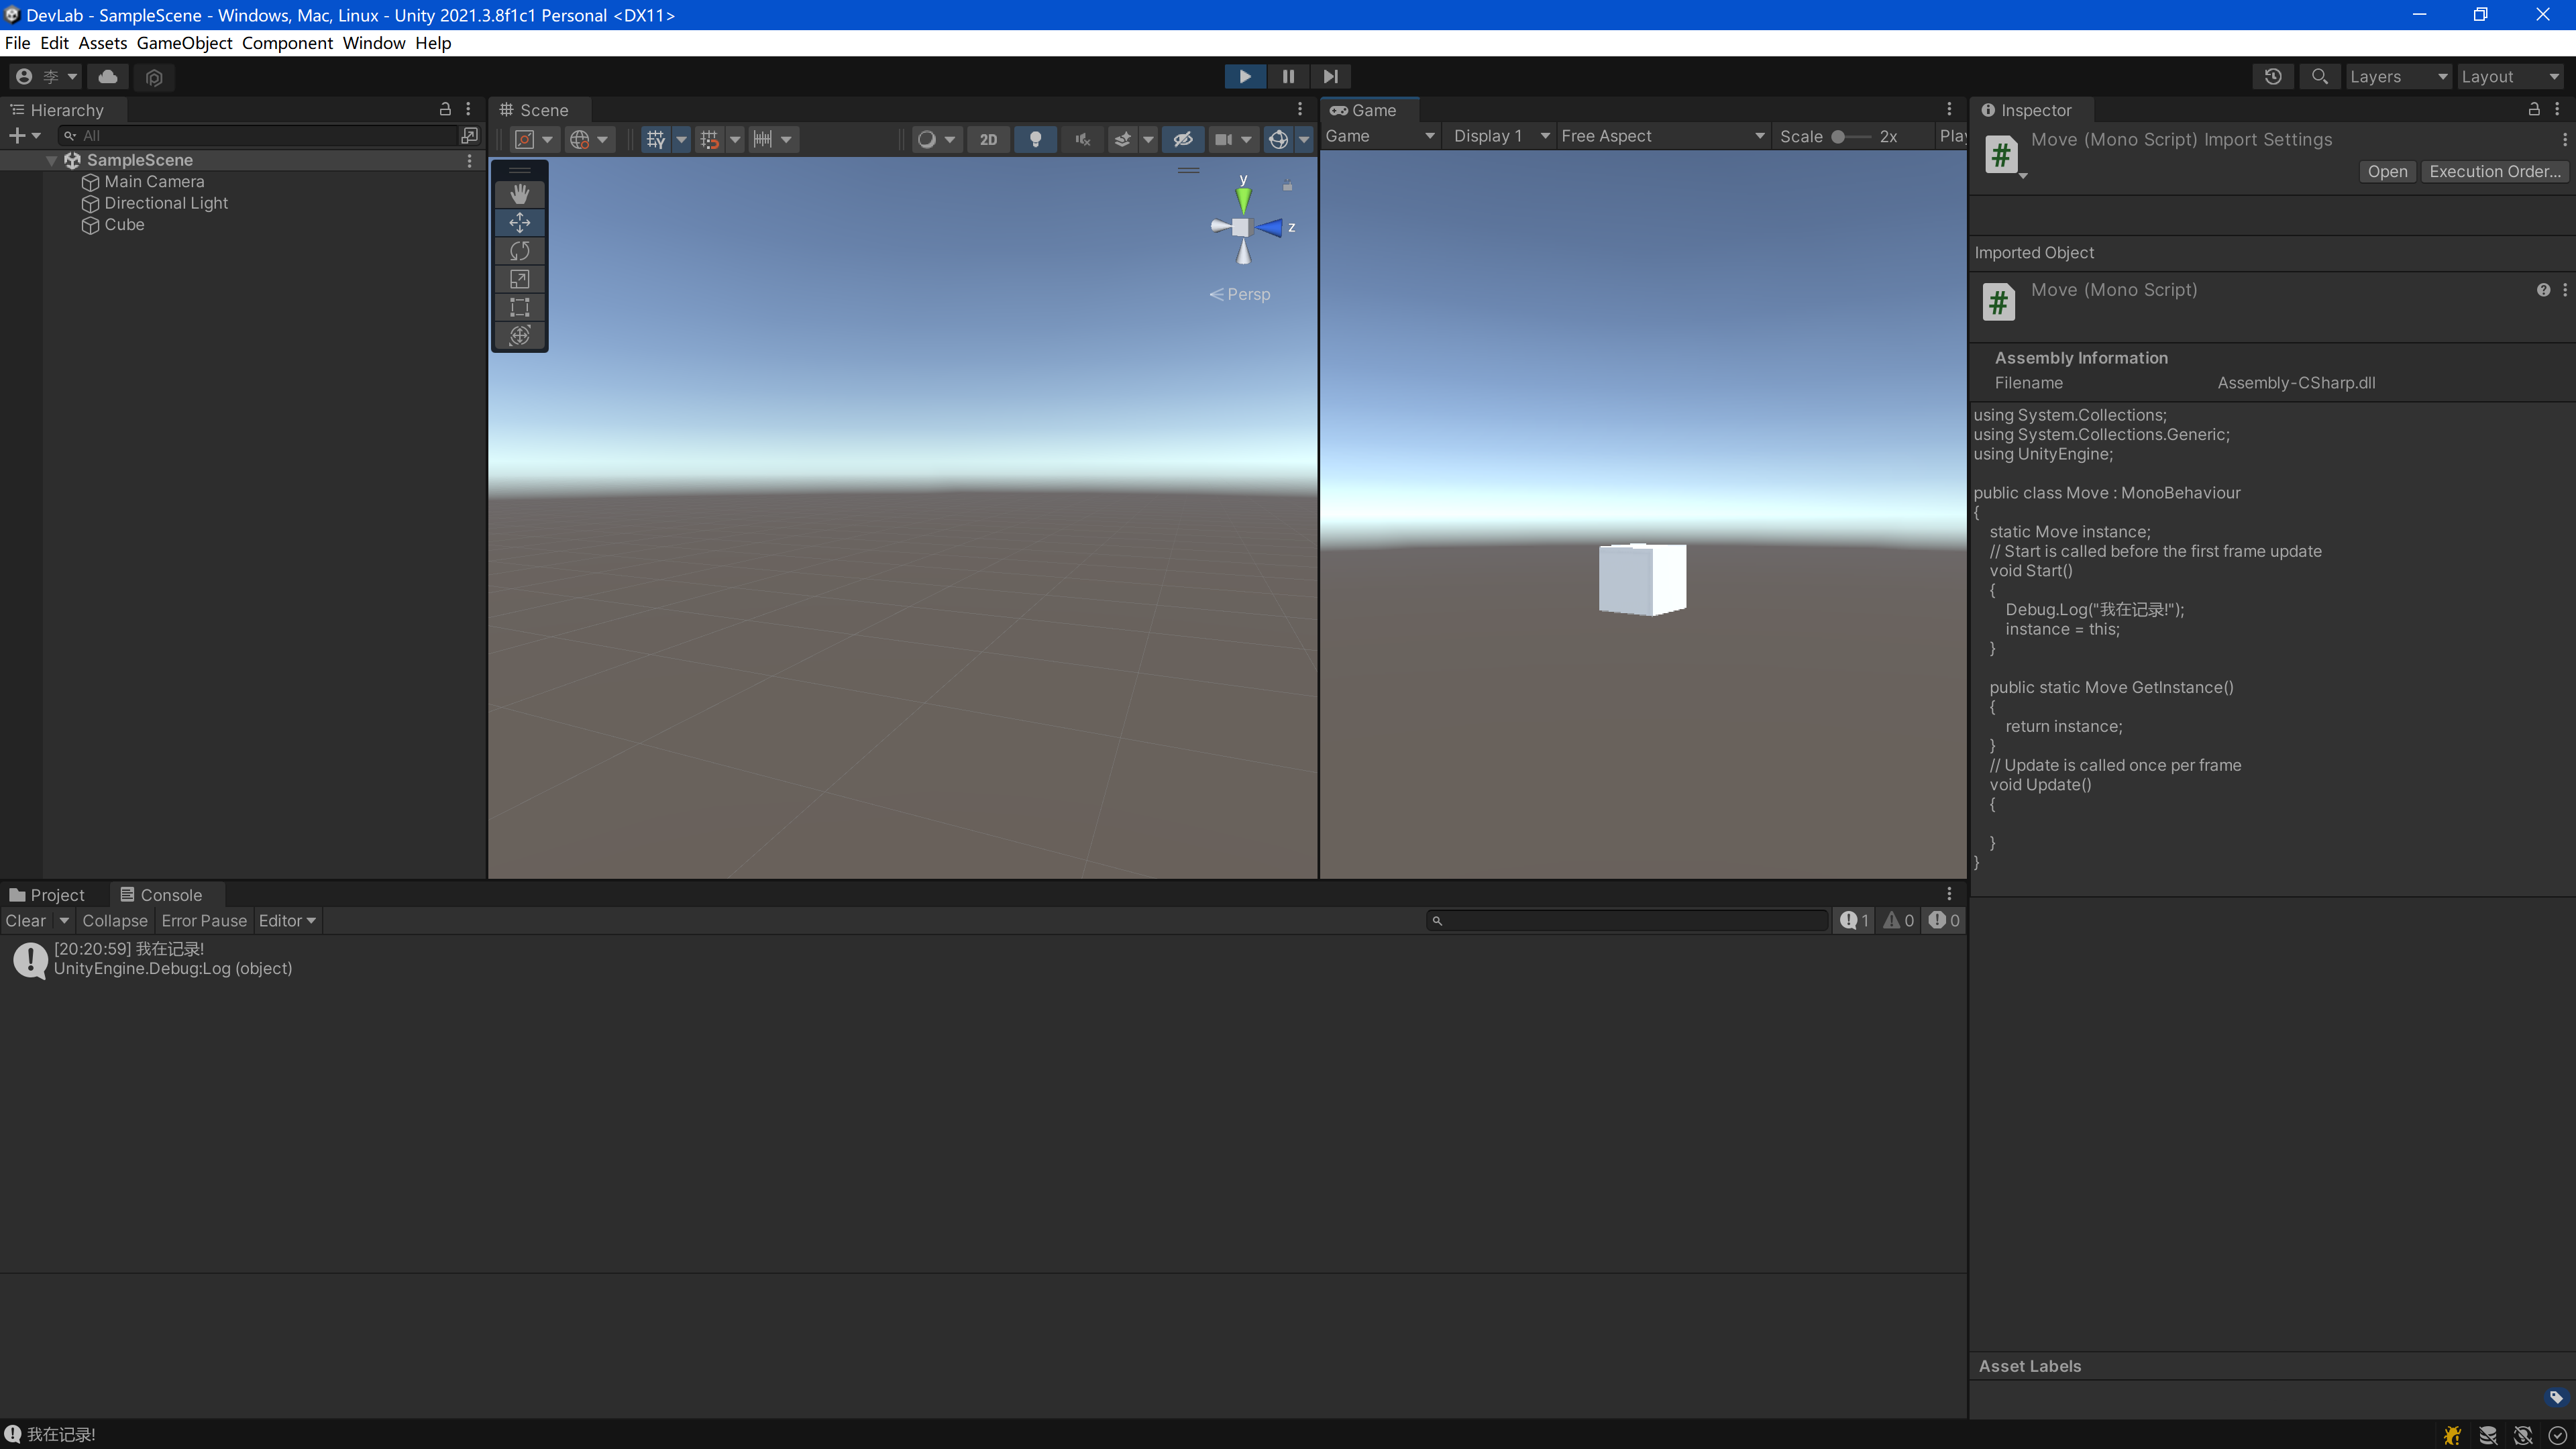 DevLab - SampleScene - Windows, Mac, Linux - Unity 2021.3.8f1c1 Personal <DX11>
File Edit Assets GameObject Component Window Help
李
Layers
Layout
Hierarchy
All
SampleScene
Main Camera
Directional Light
Cube
Scene
2D
y
z
Persp
Game
Game
Display 1
Free Aspect
Scale
2x
Play
Inspector
Move (Mono Script) Import Settings
Open
Execution Order...
Imported Object
Move (Mono Script)
Assembly Information
Filename
Assembly-CSharp.dll
using System.Collections;
using System.Collections.Generic;
using UnityEngine;
public class Move : MonoBehaviour
{
static Move instance;
// Start is called before the first frame update
void Start()
{
Debug.Log("我在记录!");
instance = this;
}
public static Move GetInstance()
{
return instance;
}
// Update is called once per frame
void Update()
{
}
}
Asset Labels
Project
Console
Clear
Collapse
Error Pause
Editor
1
0
0
[20:20:59] 我在记录!
UnityEngine.Debug:Log (object)
我在记录!